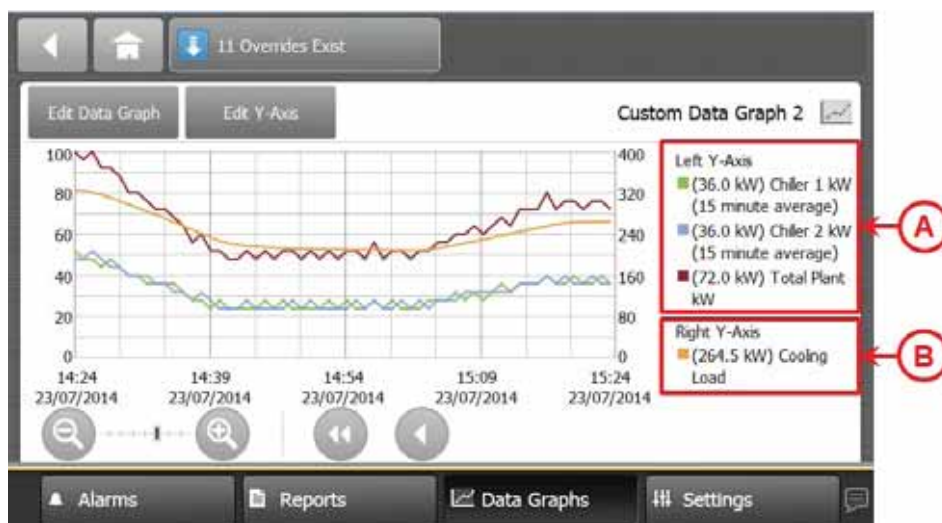 11 Overrides Exist
Edit Data Graph
Edit Y-Axis
Custom Data Graph 2
100
80
60
40
20
0
400
320
240
160
80
0
14:24
23/07/2014
14:39
23/07/2014
14:54
23/07/2014
15:09
23/07/2014
15:24
23/07/2014
Left Y-Axis
(36.0 kW) Chiller 1 kW
(15 minute average)
(36.0 kW) Chiller 2 kW
(15 minute average)
(72.0 kW) Total Plant
kW
A
Right Y-Axis
(264.5 kW) Cooling
Load
B
Alarms
Reports
Data Graphs
Settings